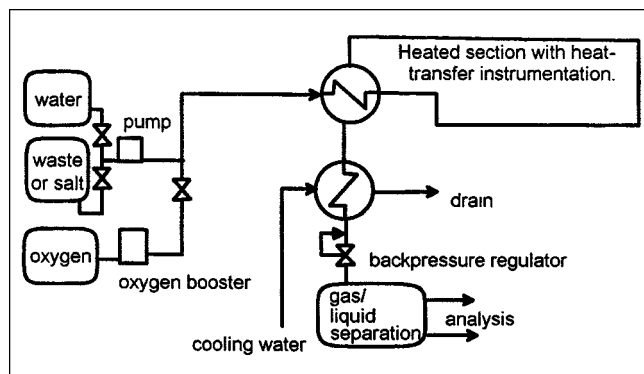 Heated section with heat-
transfer instrumentation.
water
pump
waste
or salt
drain
oxygen
oxygen booster
backpressure regulator
gas/
liquid
separation
analysis
cooling water